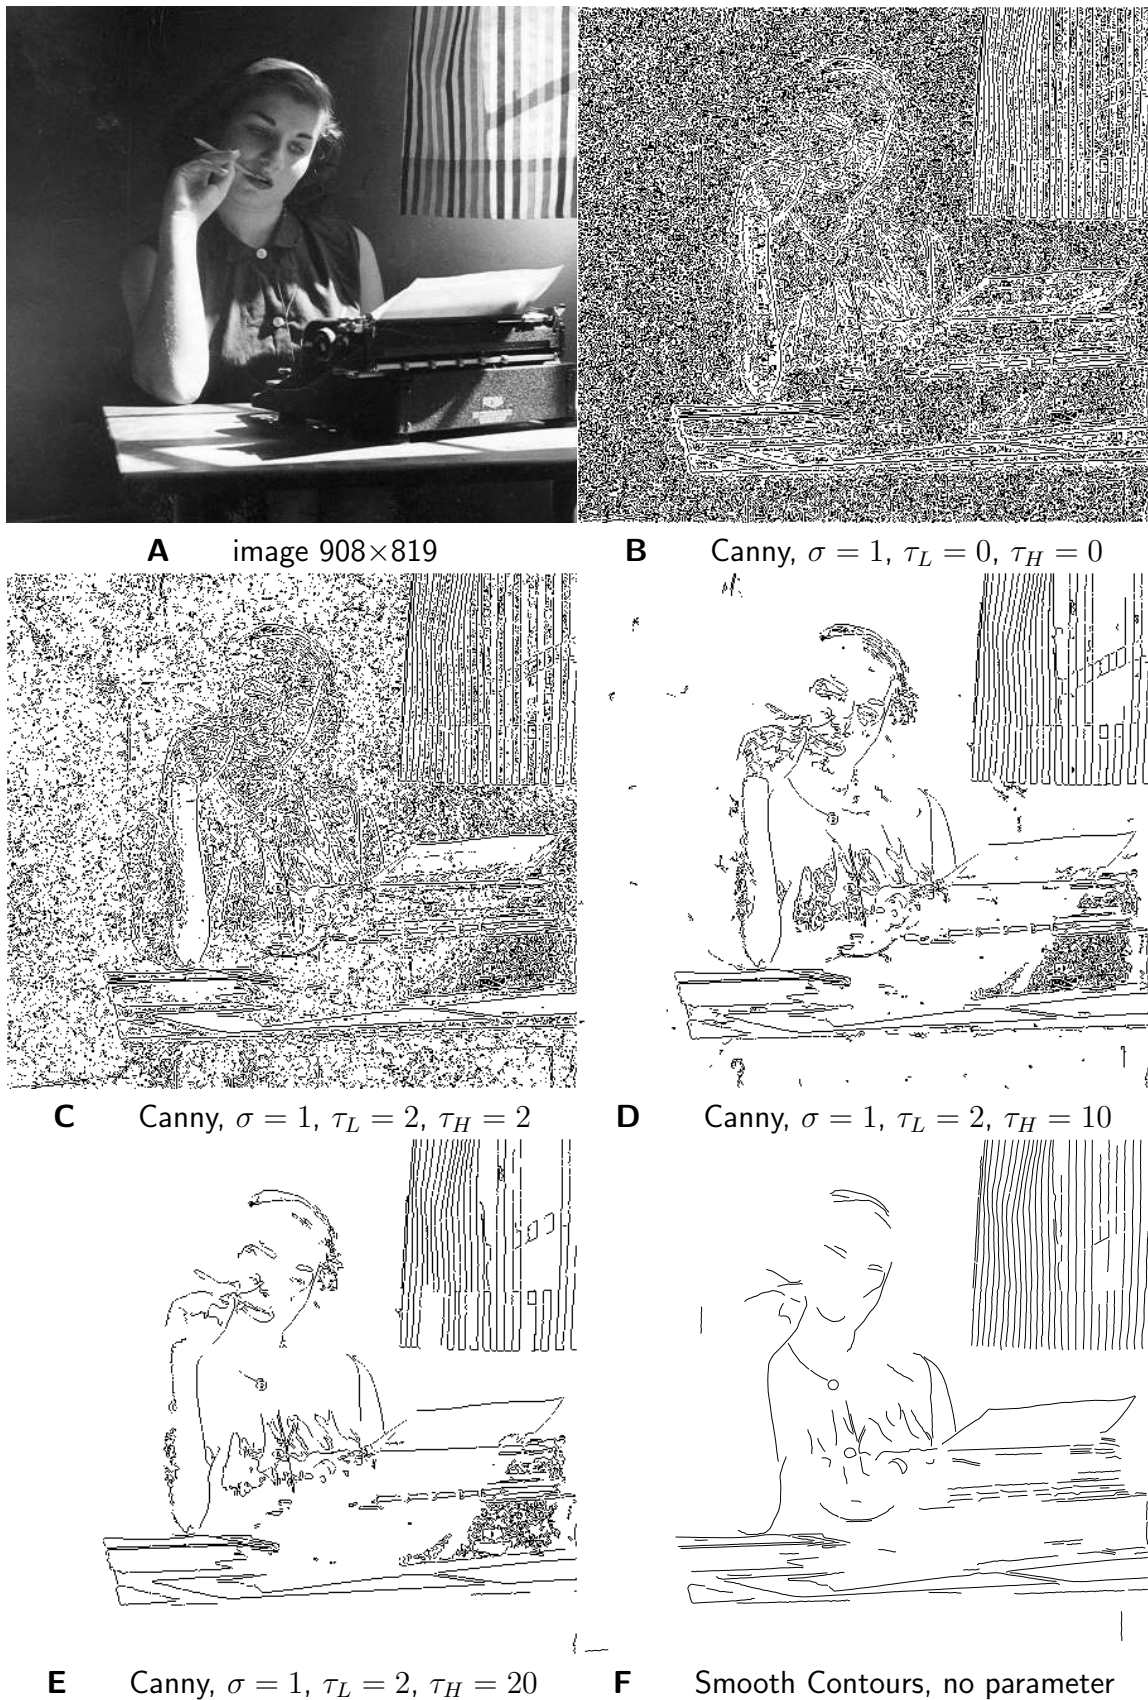 A image 908×819
B Canny, σ = 1, τ_L = 0, τ_H = 0
C Canny, σ = 1, τ_L = 2, τ_H = 2
D Canny, σ = 1, τ_L = 2, τ_H = 10
E Canny, σ = 1, τ_L = 2, τ_H = 20
F Smooth Contours, no parameter